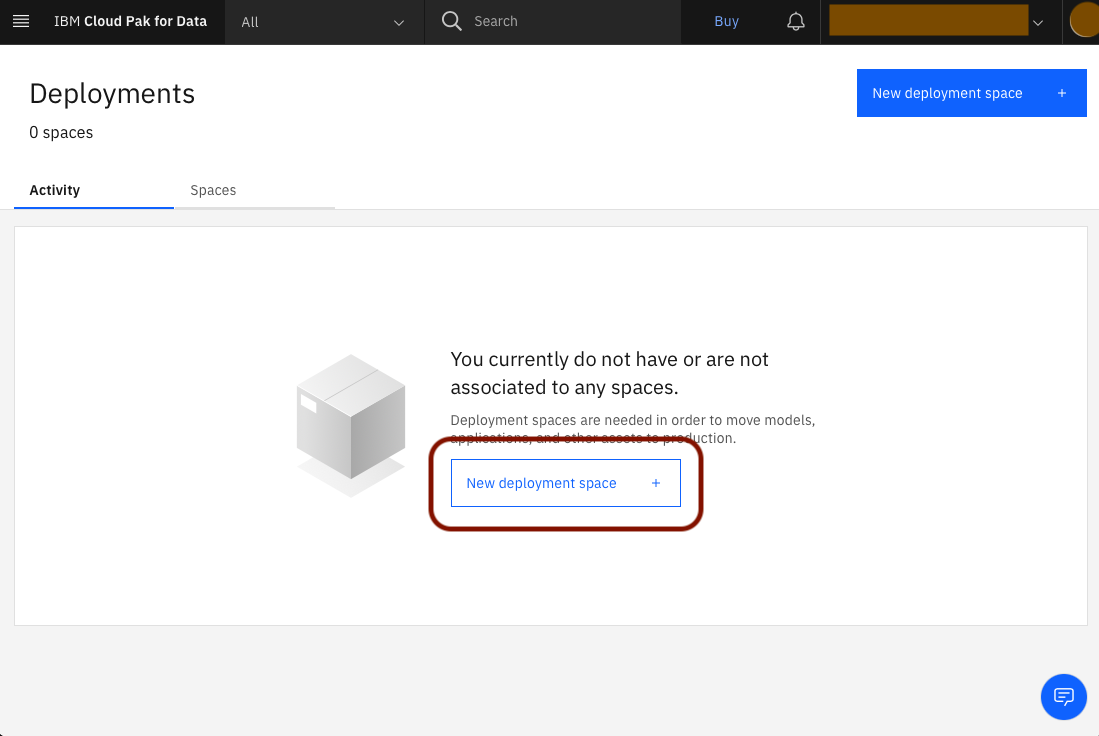 IBM Cloud Pak for Data
All
Search
Buy
Deployments
New deployment space +
0 spaces
Activity
Spaces
You currently do not have or are not
associated to any spaces.
Deployment spaces are needed in order to move models,
applications, and other assets to production.
New deployment space +